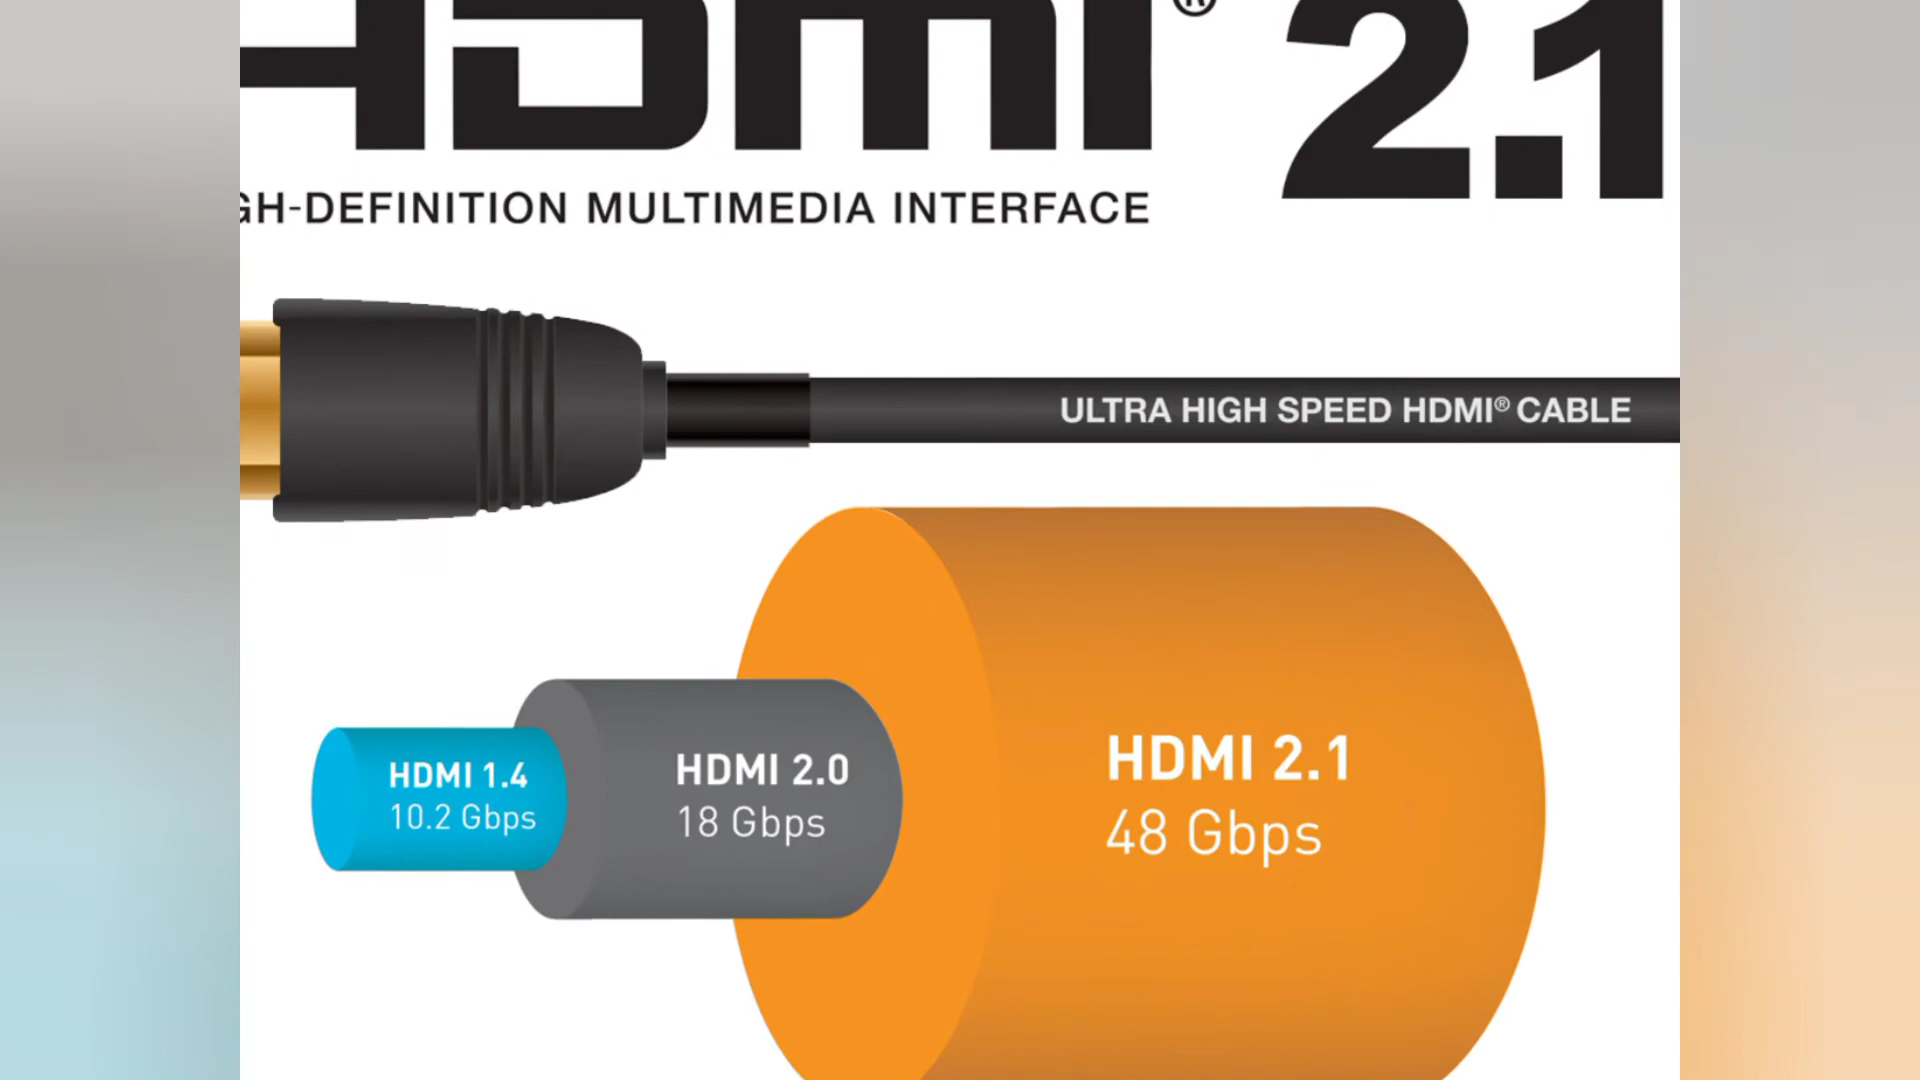 HDMI® 2.1
GH-DEFINITION MULTIMEDIA INTERFACE
ULTRA HIGH SPEED HDMI® CABLE
HDMI 1.4
10.2 Gbps
HDMI 2.0
18 Gbps
HDMI 2.1
48 Gbps